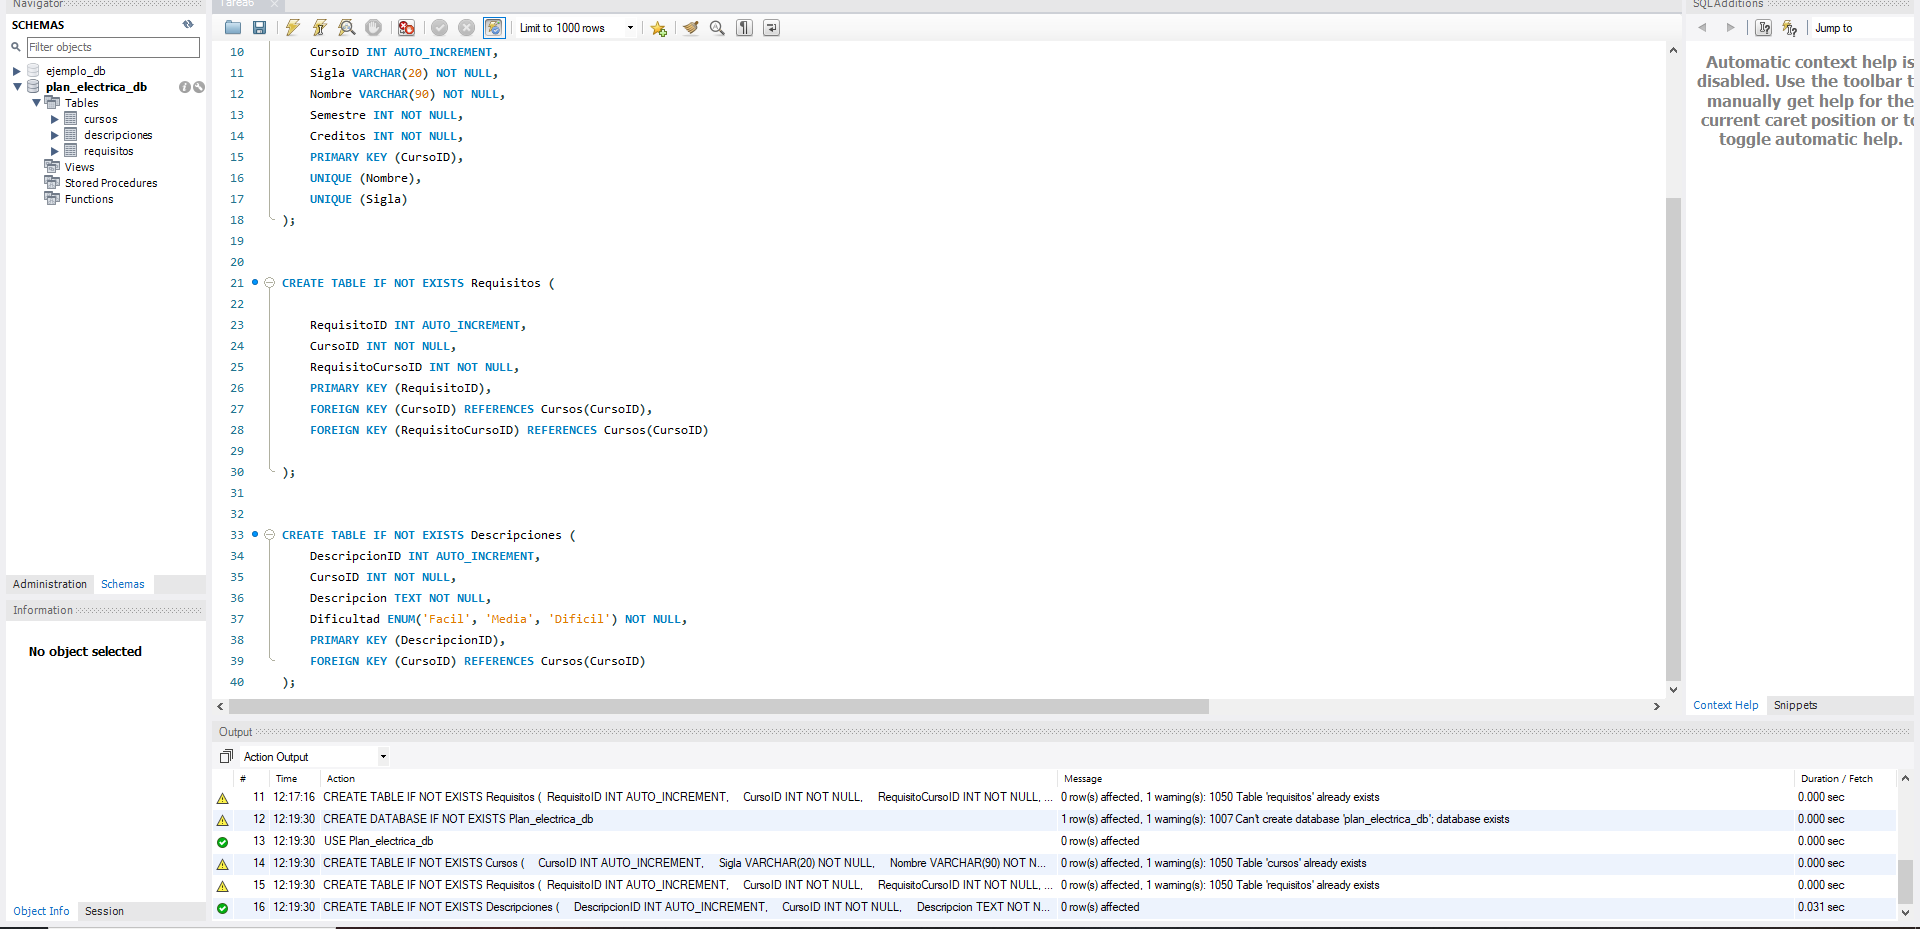 Navigator
SCHEMAS
Filter objects
ejemplo_db
plan_electrica_db
Tables
cursos
descripciones
requisitos
Views
Stored Procedures
Functions
Administration Schemas
Information
No object selected
Object Info Session
Tarea6
Limit to 1000 rows
10 CursoID INT AUTO_INCREMENT,
11 Sigla VARCHAR(20) NOT NULL,
12 Nombre VARCHAR(90) NOT NULL,
13 Semestre INT NOT NULL,
14 Creditos INT NOT NULL,
15 PRIMARY KEY (CursoID),
16 UNIQUE (Nombre),
17 UNIQUE (Sigla)
18 );
19
20
21 CREATE TABLE IF NOT EXISTS Requisitos (
22
23 RequisitoID INT AUTO_INCREMENT,
24 CursoID INT NOT NULL,
25 RequisitoCursoID INT NOT NULL,
26 PRIMARY KEY (RequisitoID),
27 FOREIGN KEY (CursoID) REFERENCES Cursos(CursoID),
28 FOREIGN KEY (RequisitoCursoID) REFERENCES Cursos(CursoID)
29
30 );
31
32
33 CREATE TABLE IF NOT EXISTS Descripciones (
34 DescripcionID INT AUTO_INCREMENT,
35 CursoID INT NOT NULL,
36 Descripcion TEXT NOT NULL,
37 Dificultad ENUM('Facil', 'Media', 'Dificil') NOT NULL,
38 PRIMARY KEY (DescripcionID),
39 FOREIGN KEY (CursoID) REFERENCES Cursos(CursoID)
40 );
SQLAdditions
Jump to
Automatic context help is
disabled. Use the toolbar t
manually get help for the
current caret position or to
toggle automatic help.
Context Help Snippets
Output
Action Output
# Time Action Message Duration / Fetch
11 12:17:16 CREATE TABLE IF NOT EXISTS Requisitos ( RequisitoID INT AUTO_INCREMENT, CursoID INT NOT NULL, RequisitoCursoID INT NOT NULL, ... 0 row(s) affected, 1 warning(s): 1050 Table 'requisitos' already exists 0.000 sec
12 12:19:30 CREATE DATABASE IF NOT EXISTS Plan_electrica_db 1 row(s) affected, 1 warning(s): 1007 Can't create database 'plan_electrica_db'; database exists 0.000 sec
13 12:19:30 USE Plan_electrica_db 0 row(s) affected 0.000 sec
14 12:19:30 CREATE TABLE IF NOT EXISTS Cursos ( CursoID INT AUTO_INCREMENT, Sigla VARCHAR(20) NOT NULL, Nombre VARCHAR(90) NOT N... 0 row(s) affected, 1 warning(s): 1050 Table 'cursos' already exists 0.000 sec
15 12:19:30 CREATE TABLE IF NOT EXISTS Requisitos ( RequisitoID INT AUTO_INCREMENT, CursoID INT NOT NULL, RequisitoCursoID INT NOT NULL, ... 0 row(s) affected, 1 warning(s): 1050 Table 'requisitos' already exists 0.000 sec
16 12:19:30 CREATE TABLE IF NOT EXISTS Descripciones ( DescripcionID INT AUTO_INCREMENT, CursoID INT NOT NULL, Descripcion TEXT NOT N... 0 row(s) affected 0.031 sec